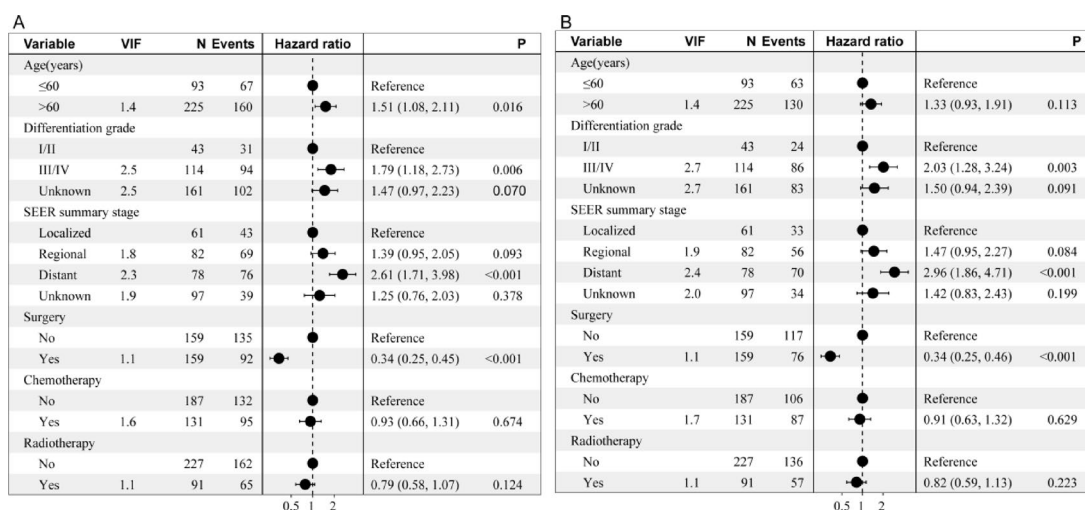 A
Variable VIF N Events Hazard ratio P
Age(years)
≤60 93 67 Reference
>60 1.4 225 160 1.51 (1.08, 2.11) 0.016
Differentiation grade
I/II 43 31 Reference
III/IV 2.5 114 94 1.79 (1.18, 2.73) 0.006
Unknown 2.5 161 102 1.47 (0.97, 2.23) 0.070
SEER summary stage
Localized 61 43 Reference
Regional 1.8 82 69 1.39 (0.95, 2.05) 0.093
Distant 2.3 78 76 2.61 (1.71, 3.98) <0.001
Unknown 1.9 97 39 1.25 (0.76, 2.03) 0.378
Surgery
No 159 135 Reference
Yes 1.1 159 92 0.34 (0.25, 0.45) <0.001
Chemotherapy
No 187 132 Reference
Yes 1.6 131 95 0.93 (0.66, 1.31) 0.674
Radiotherapy
No 227 162 Reference
Yes 1.1 91 65 0.79 (0.58, 1.07) 0.124
0.5 1 2
B
Variable VIF N Events Hazard ratio P
Age(years)
≤60 93 63 Reference
>60 1.4 225 130 1.33 (0.93, 1.91) 0.113
Differentiation grade
I/II 43 24 Reference
III/IV 2.7 114 86 2.03 (1.28, 3.24) 0.003
Unknown 2.7 161 83 1.50 (0.94, 2.39) 0.091
SEER summary stage
Localized 61 33 Reference
Regional 1.9 82 56 1.47 (0.95, 2.27) 0.084
Distant 2.4 78 70 2.96 (1.86, 4.71) <0.001
Unknown 2.0 97 34 1.42 (0.83, 2.43) 0.199
Surgery
No 159 117 Reference
Yes 1.1 159 76 0.34 (0.25, 0.46) <0.001
Chemotherapy
No 187 106 Reference
Yes 1.7 131 87 0.91 (0.63, 1.32) 0.629
Radiotherapy
No 227 136 Reference
Yes 1.1 91 57 0.82 (0.59, 1.13) 0.223
0.5 1 2